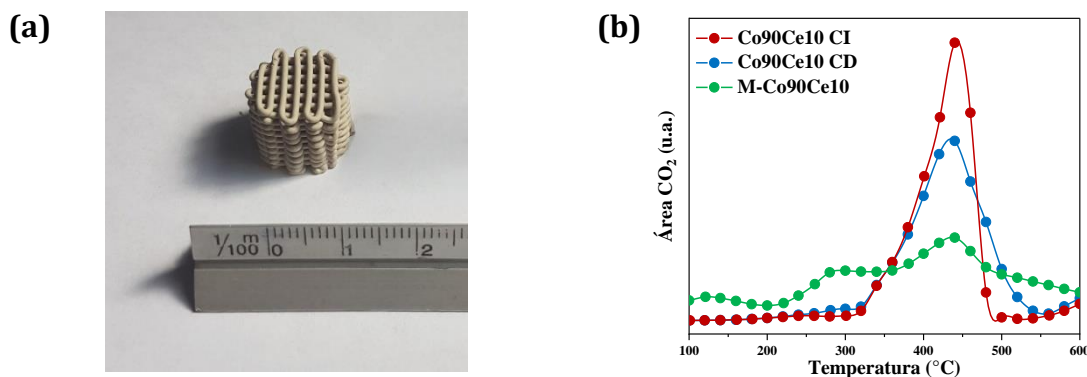 (a)
1/100 m 0 1 2
(b)
Co90Ce10 CI
Co90Ce10 CD
M-Co90Ce10
Área CO₂ (u.a.)
100 200 300 400 500 600
Temperatura (°C)